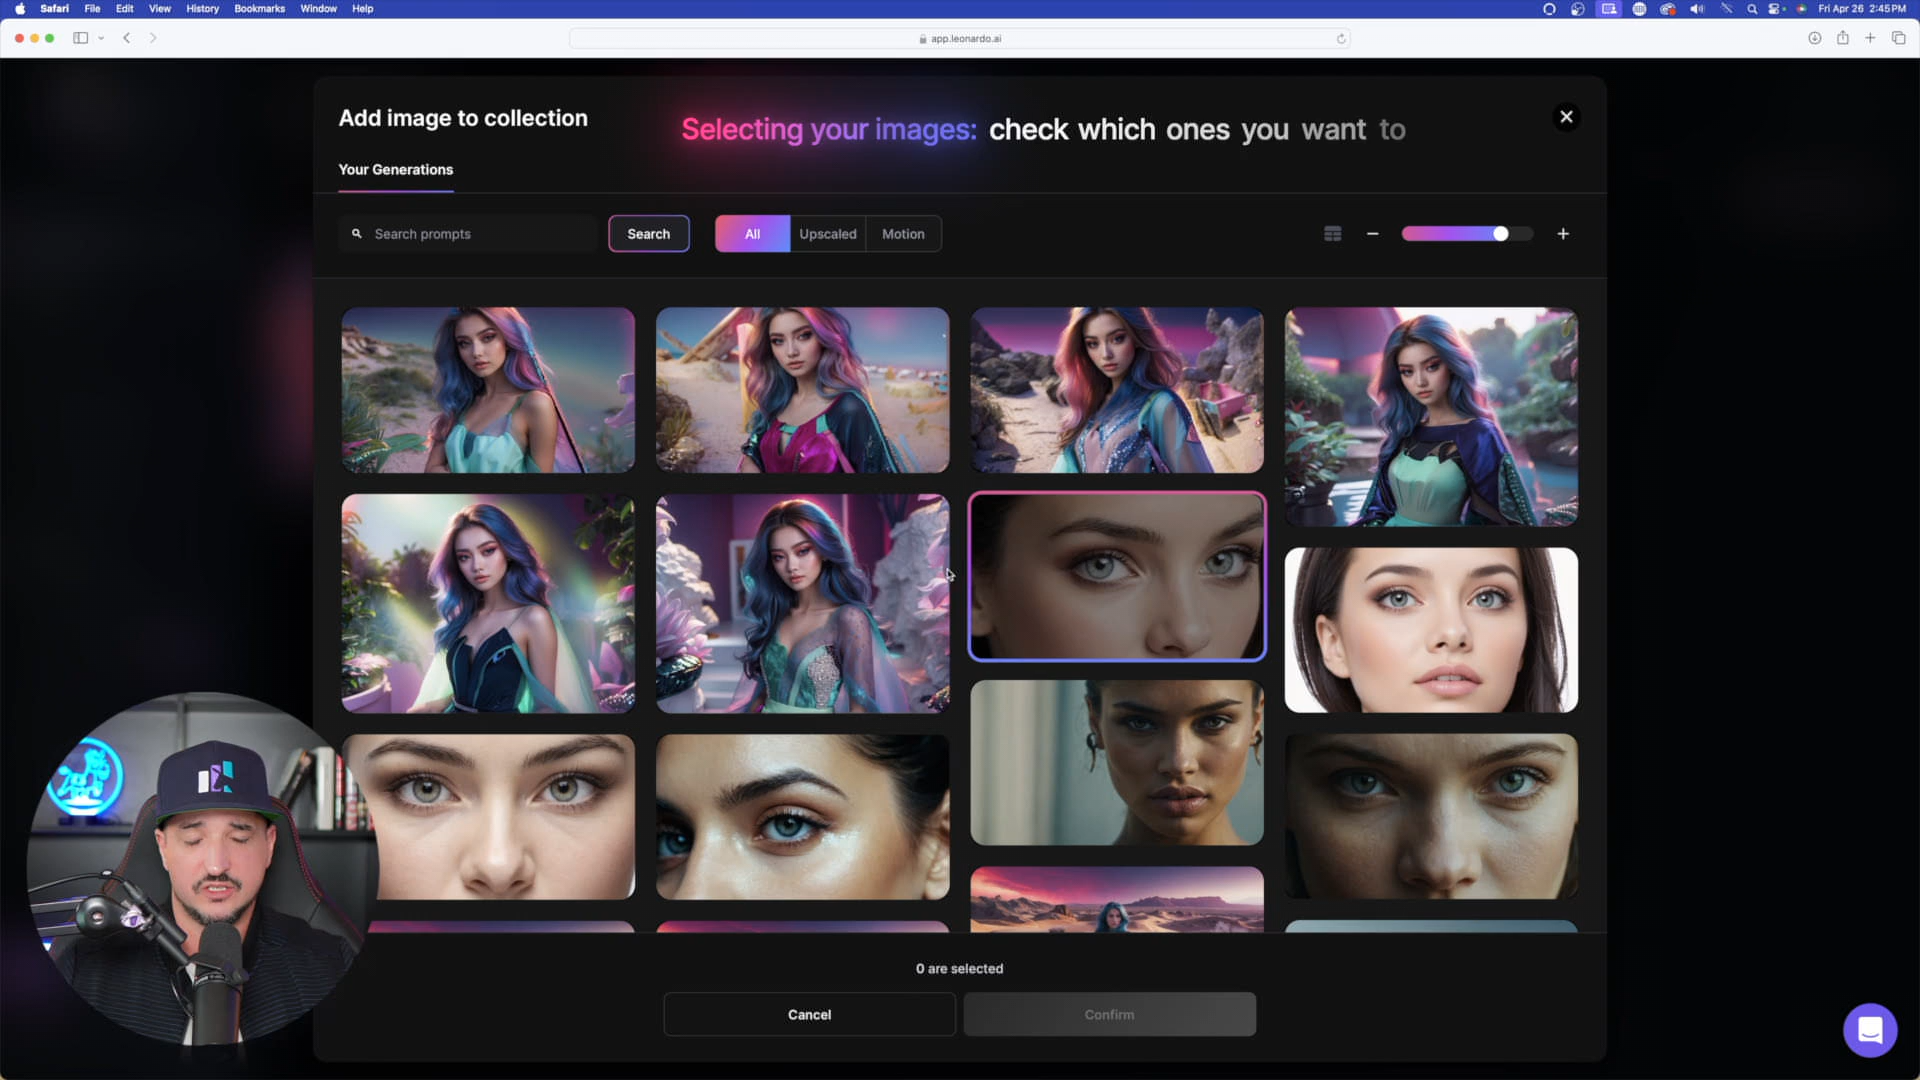 Safari File Edit View History Bookmarks Window Help Fri Apr 26 2:45 PM
app.leonardo.ai
Add image to collection
Selecting your images: check which ones you want to
Your Generations
Search prompts Search All Upscaled Motion
0 are selected
Cancel Confirm